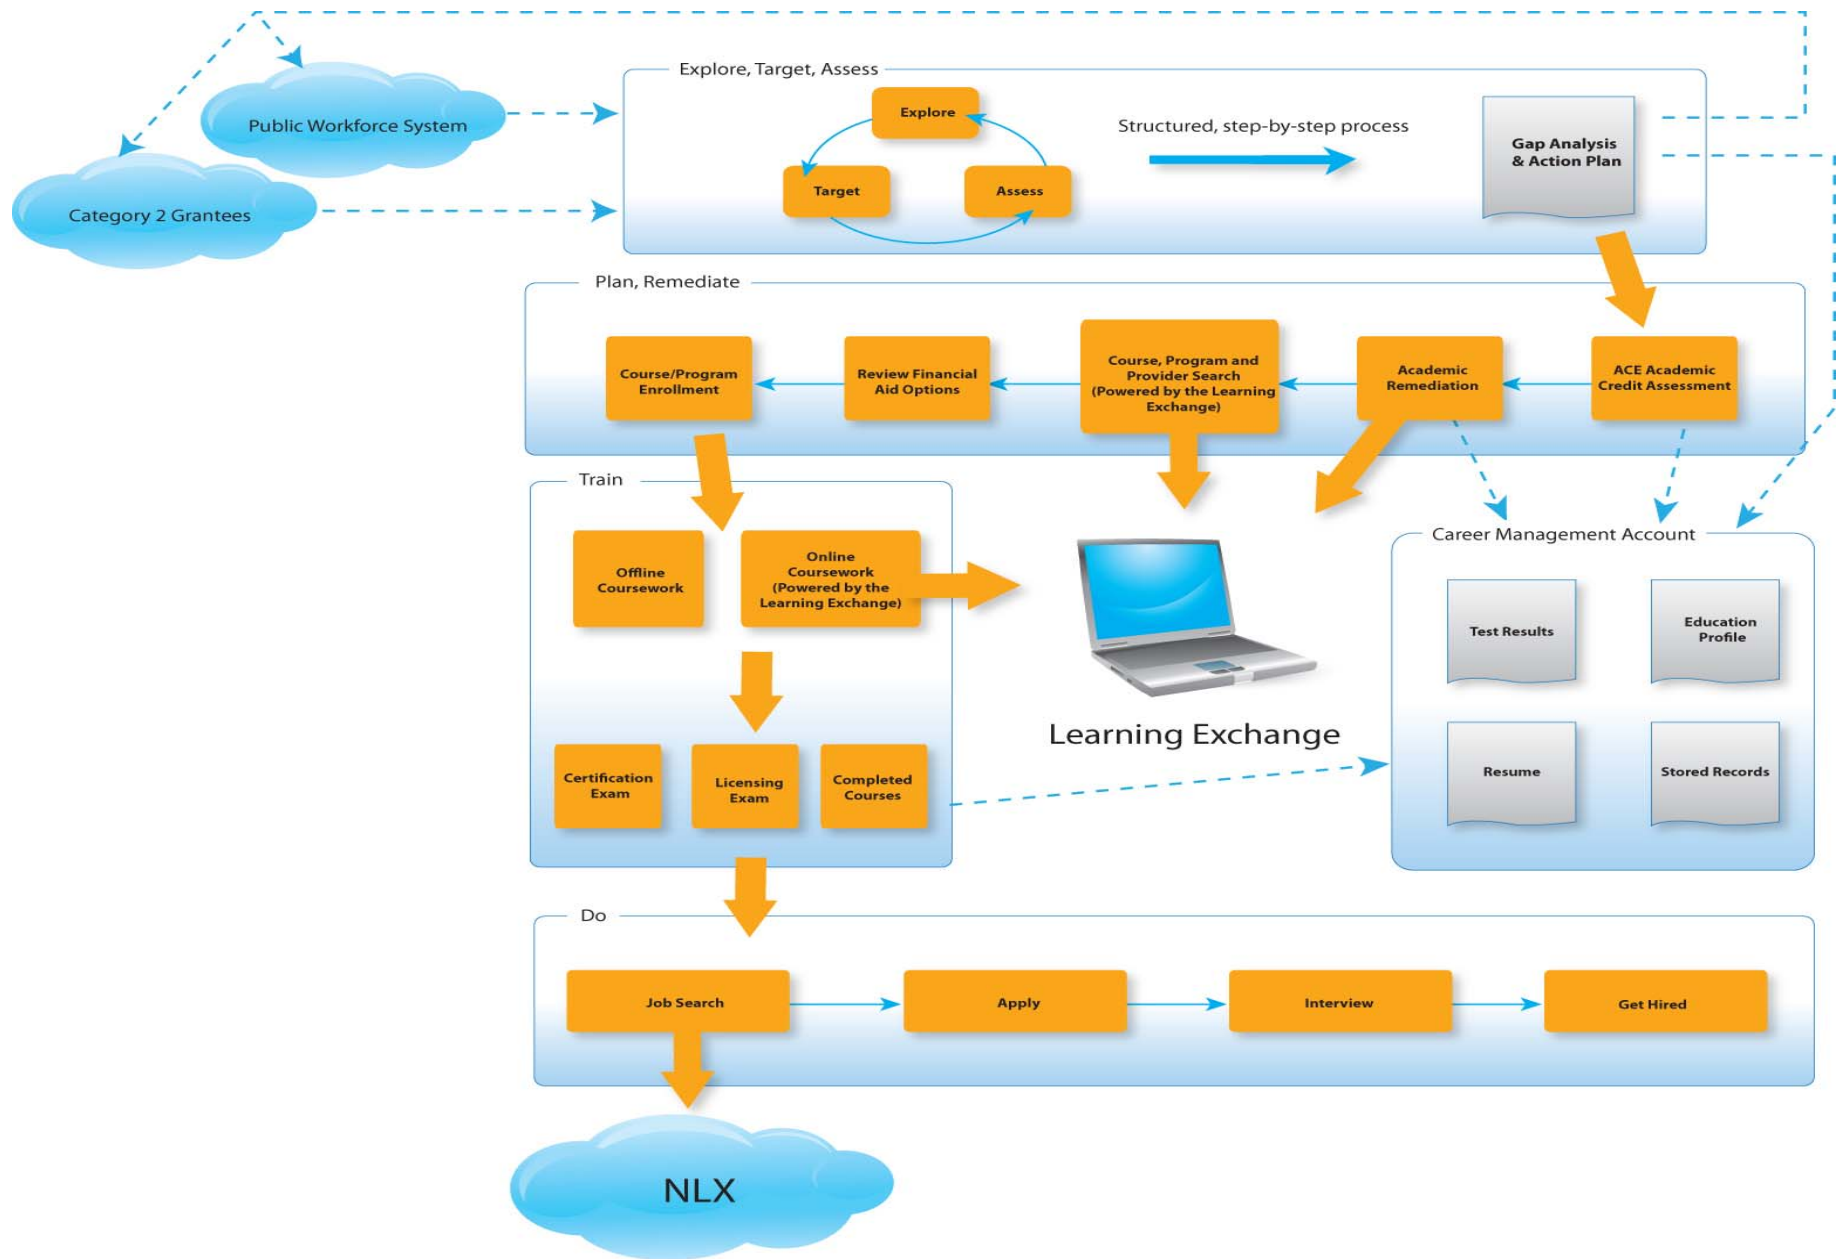 Explore, Target, Assess
Public Workforce System
Category 2 Grantees
Explore
Target
Assess
Structured, step-by-step process
Gap Analysis
& Action Plan
Plan, Remediate
Course/Program
Enrollment
Review Financial
Aid Options
Course, Program and
Provider Search
(Powered by the Learning
Exchange)
Academic
Remediation
ACE Academic
Credit Assessment
Train
Offline
Coursework
Online
Coursework
(Powered by the
Learning Exchange)
Certification
Exam
Licensing
Exam
Completed
Courses
Learning Exchange
Career Management Account
Test Results
Education
Profile
Resume
Stored Records
Do
Job Search
Apply
Interview
Get Hired
NLX